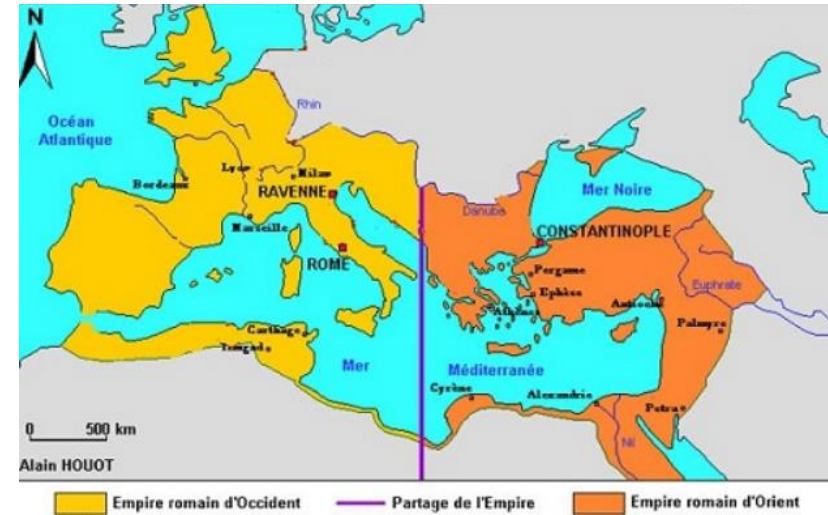 N
Océan
Atlantique
Rhin
Bordeaux
Lyon
Milan
RAVENNE
Marseille
ROME
Danube
Mer Noire
CONSTANTINOPLE
Pergame
Ephèse
Athènes
Antioche
Euphrate
Palmyre
Carthage
Timgad
Mer
Méditerranée
Cyrène
Alexandrie
Petra
Nil
0 500 km
Alain HOUOT
Empire romain d'Occident
Partage de l'Empire
Empire romain d'Orient